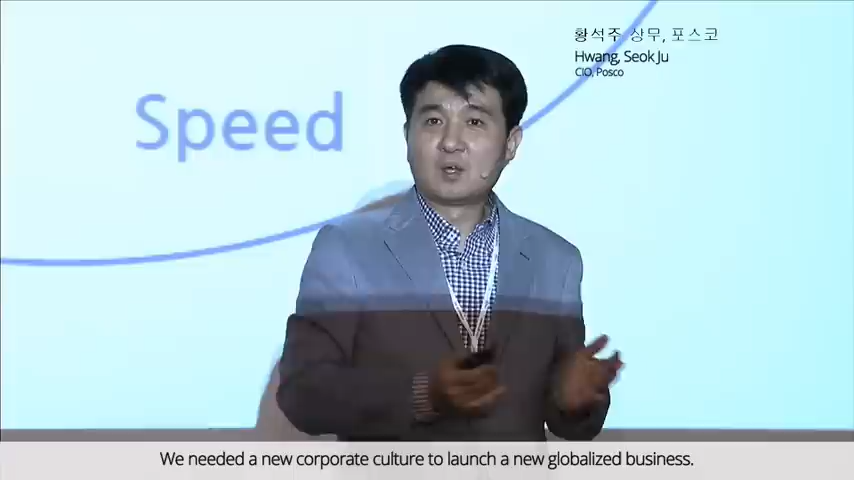 황석주 상무, 포스코
Hwang, Seok Ju
CIO, Posco
Speed
We needed a new corporate culture to launch a new globalized business.